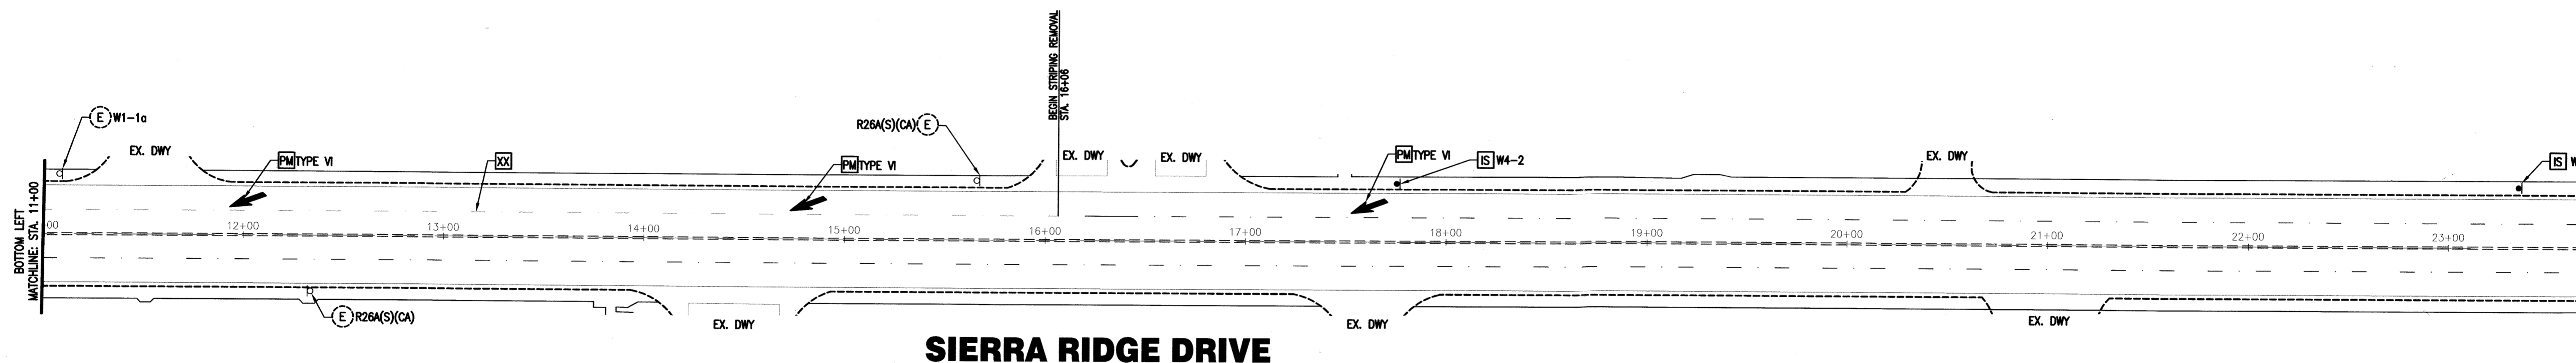 BEGIN STRIPING REMOVAL
STA. 16+06
E W1-1a
R26A(S)(CA) E
EX. DWY
PM TYPE VI
XX
PM TYPE VI
EX. DWY
EX. DWY
PM TYPE VI
IS W4-2
EX. DWY
IS W
BOTTOM LEFT
MATCHLINE: STA. 11+00
00
12+00
13+00
14+00
15+00
16+00
17+00
18+00
19+00
20+00
21+00
22+00
23+00
E R26A(S)(CA)
EX. DWY
EX. DWY
EX. DWY
SIERRA RIDGE DRIVE